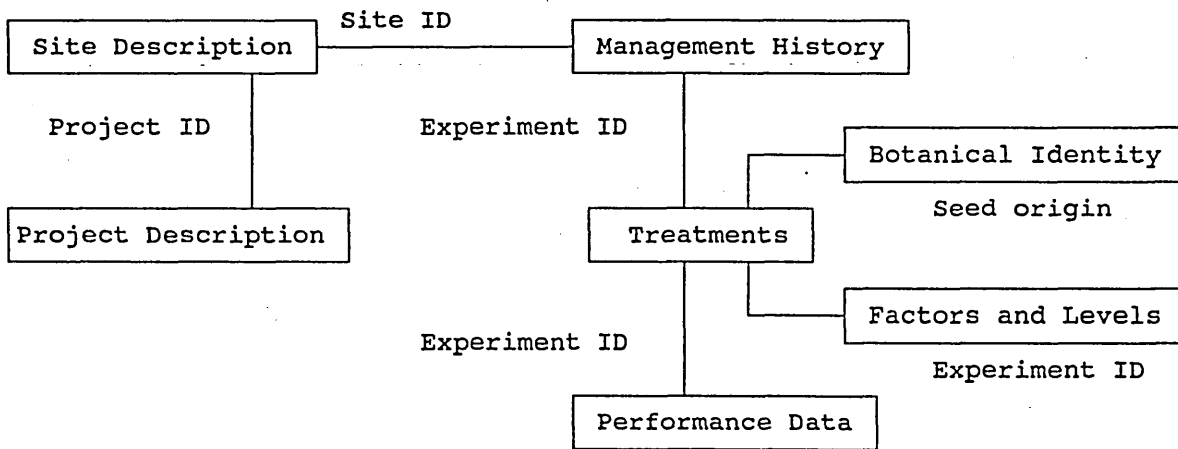 Site ID
Site Description
Management History
Project ID
Experiment ID
Botanical Identity
Seed origin
Project Description
Treatments
Factors and Levels
Experiment ID
Experiment ID
Performance Data